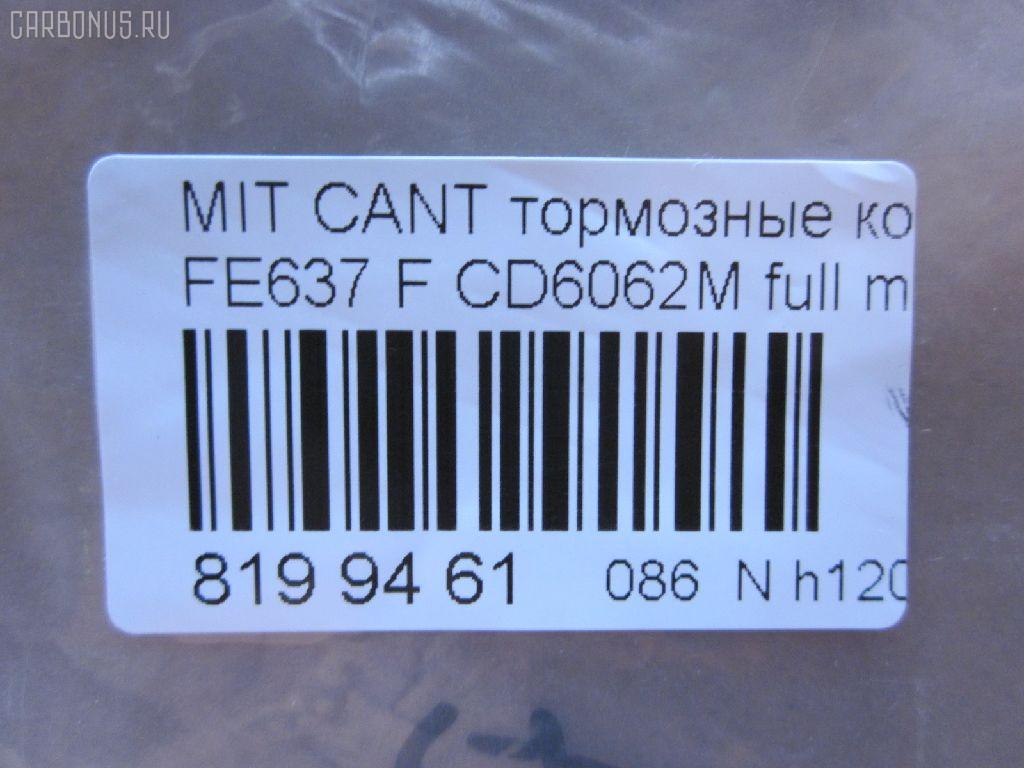 CARBONUS.RU
MIT CANT тормозные ко
FE637 F CD6062M full m
819 94 61 086 N h120